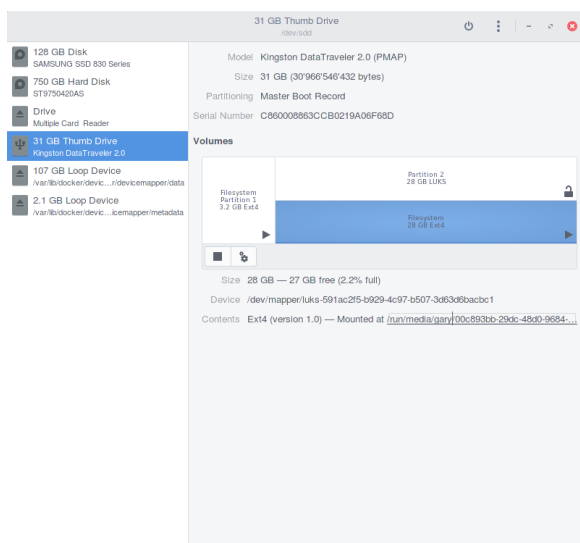 31 GB Thumb Drive
/dev/sdd
128 GB Disk
SAMSUNG SSD 830 Series
750 GB Hard Disk
ST9750420AS
Drive
Multiple Card Reader
31 GB Thumb Drive
Kingston DataTraveler 2.0
107 GB Loop Device
/var/lib/docker/devic...r/devicemapper/data
2.1 GB Loop Device
/var/lib/docker/devic...icemapper/metadata
Model Kingston DataTraveler 2.0 (PMAP)
Size 31 GB (30'966'546'432 bytes)
Partitioning Master Boot Record
Serial Number C860008863CCB0219A06F68D
Volumes
Filesystem
Partition 1
3.2 GB Ext4
Partition 2
28 GB LUKS
Filesystem
28 GB Ext4
Size 28 GB — 27 GB free (2.2% full)
Device /dev/mapper/luks-591ac2f5-b929-4c97-b507-3d63d6bacbc1
Contents Ext4 (version 1.0) — Mounted at /run/media/gary/00c893bb-29dc-48d0-9684-...